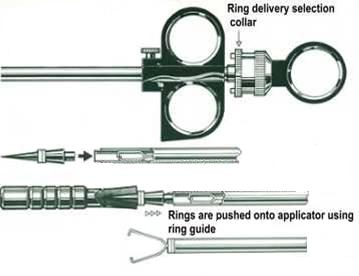 Ring delivery selection
collar
Rings are pushed onto applicator using
ring guide